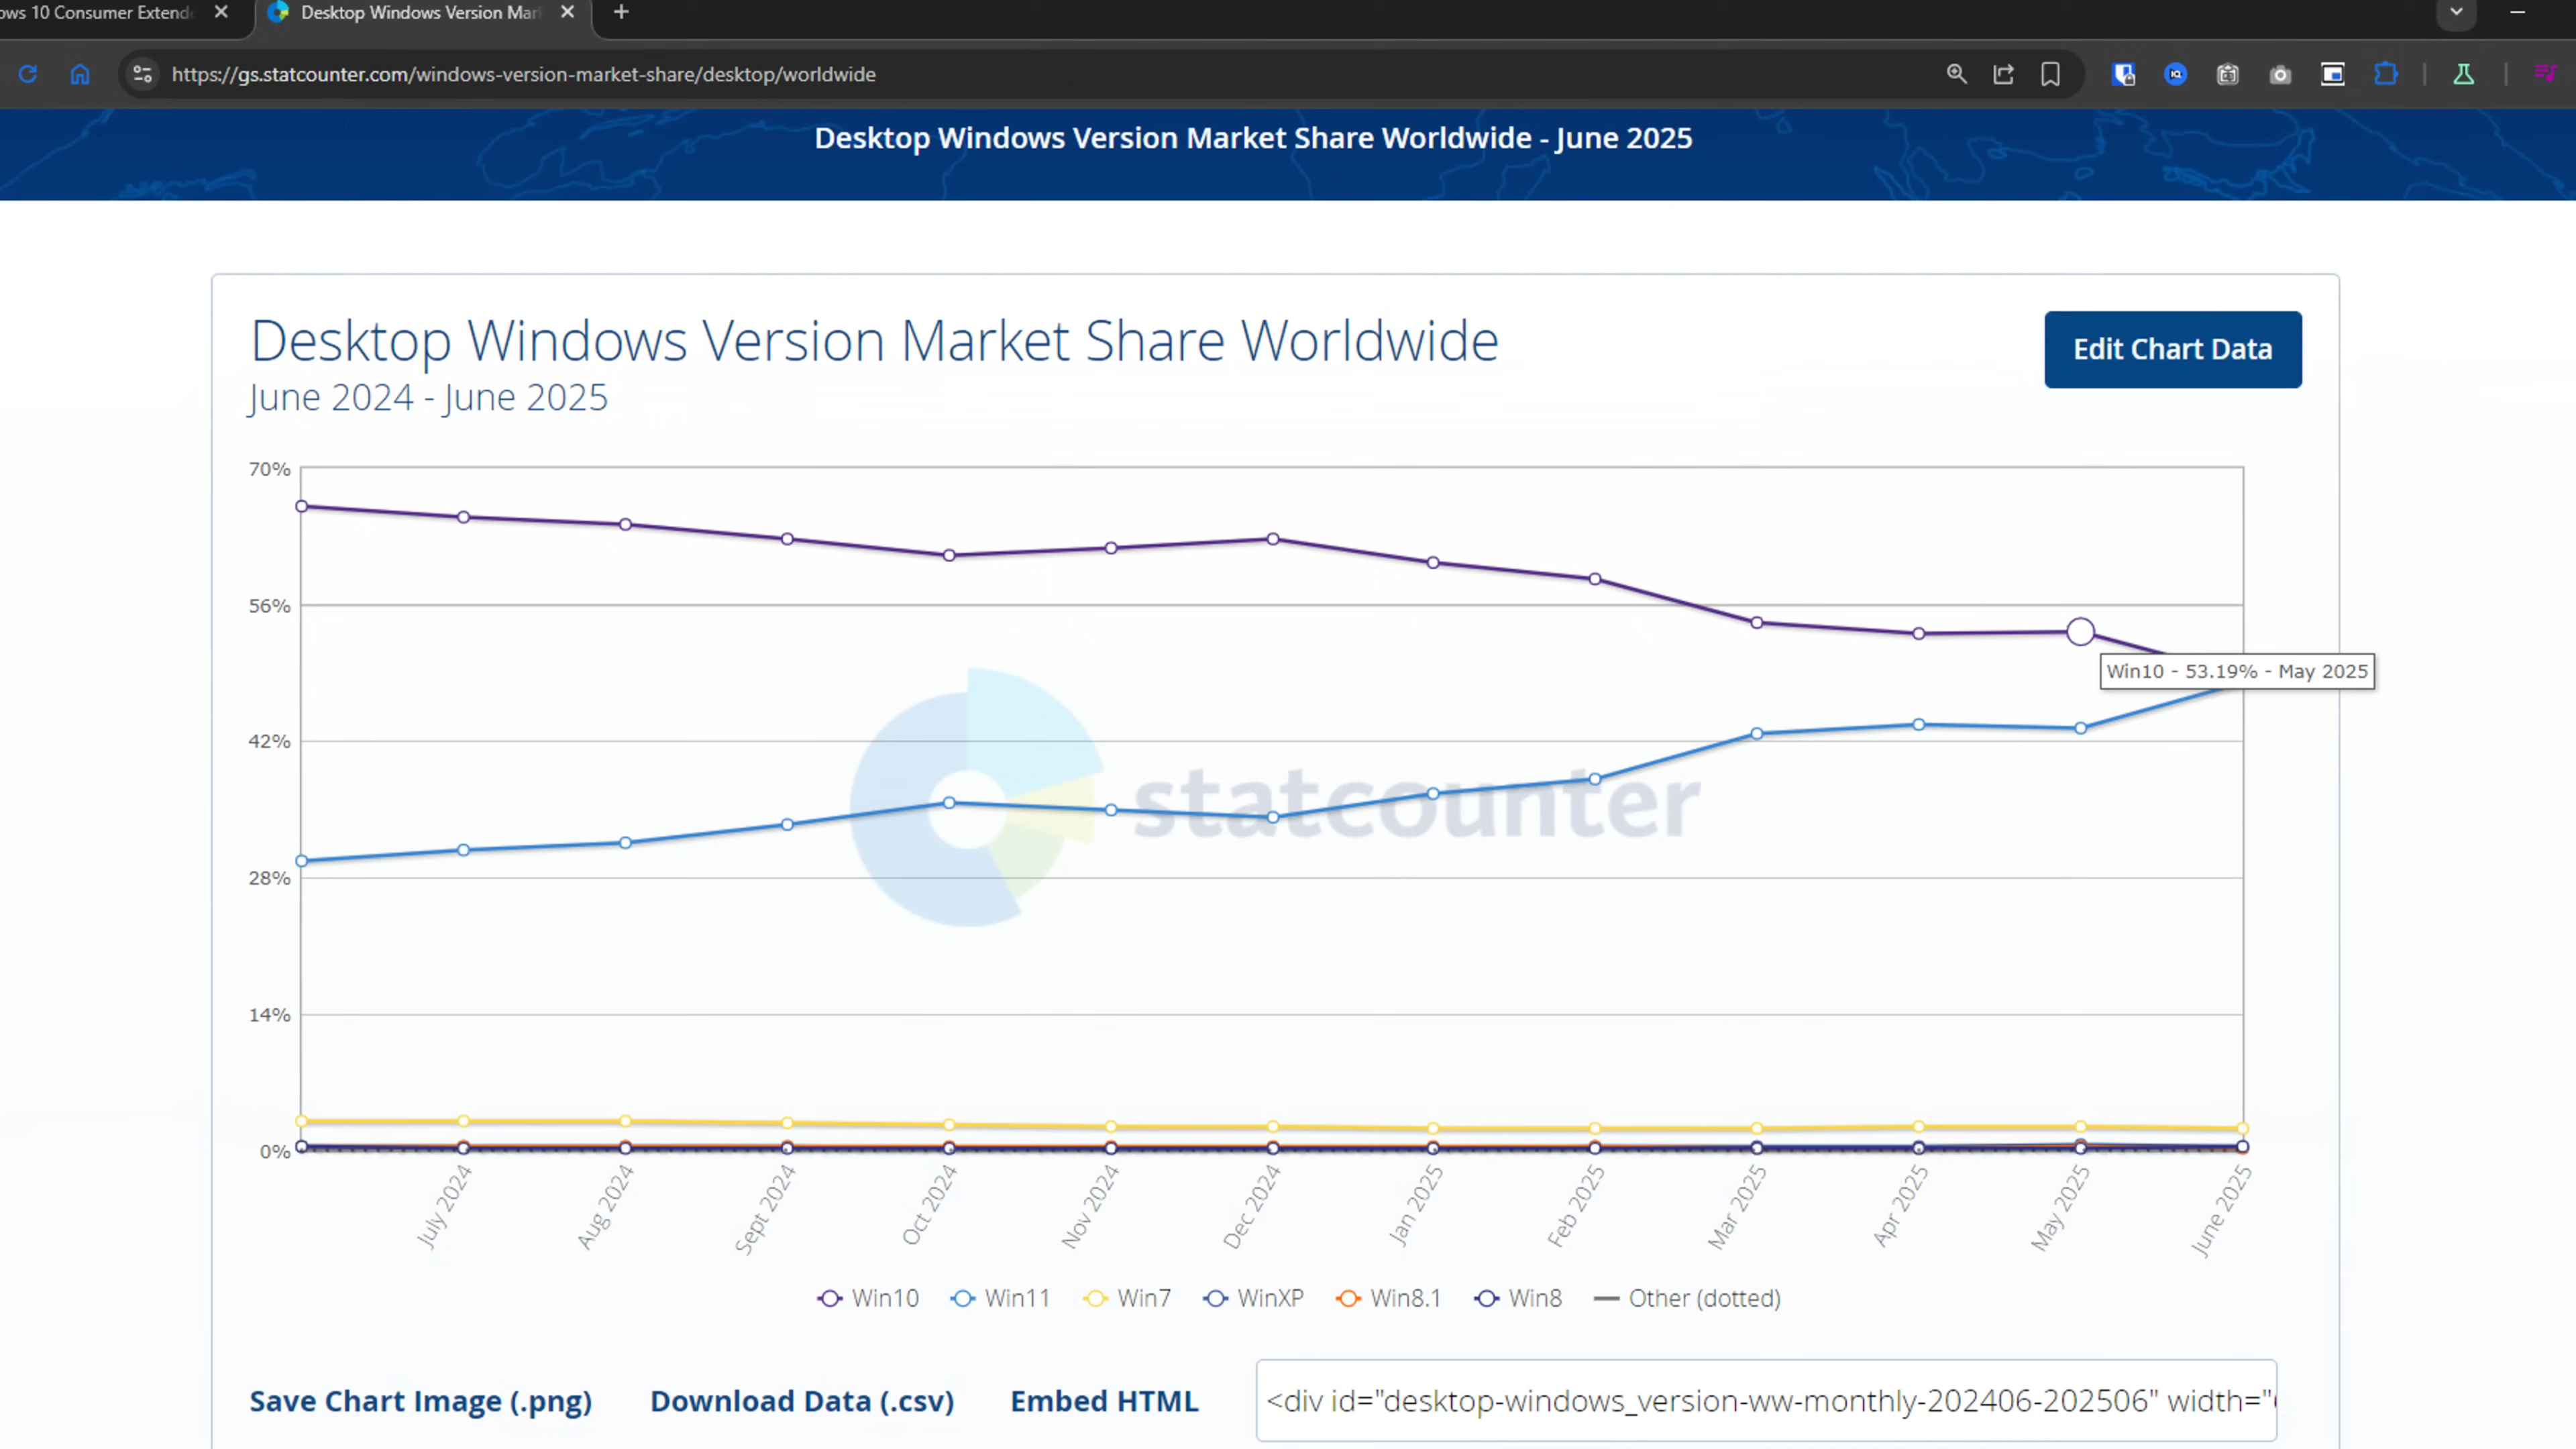 ows 10 Consumer Extend
Desktop Windows Version Mar
https://gs.statcounter.com/windows-version-market-share/desktop/worldwide
Desktop Windows Version Market Share Worldwide - June 2025
Desktop Windows Version Market Share Worldwide
June 2024 - June 2025
Edit Chart Data
70%
56%
42%
28%
14%
0%
Win10 - 53.19% - May 2025
statcounter
July 2024
Aug 2024
Sept 2024
Oct 2024
Nov 2024
Dec 2024
Jan 2025
Feb 2025
Mar 2025
Apr 2025
May 2025
June 2025
Win10 Win11 Win7 WinXP Win8.1 Win8 Other (dotted)
Save Chart Image (.png) Download Data (.csv) Embed HTML
<div id="desktop-windows_version-ww-monthly-202406-202506" width="